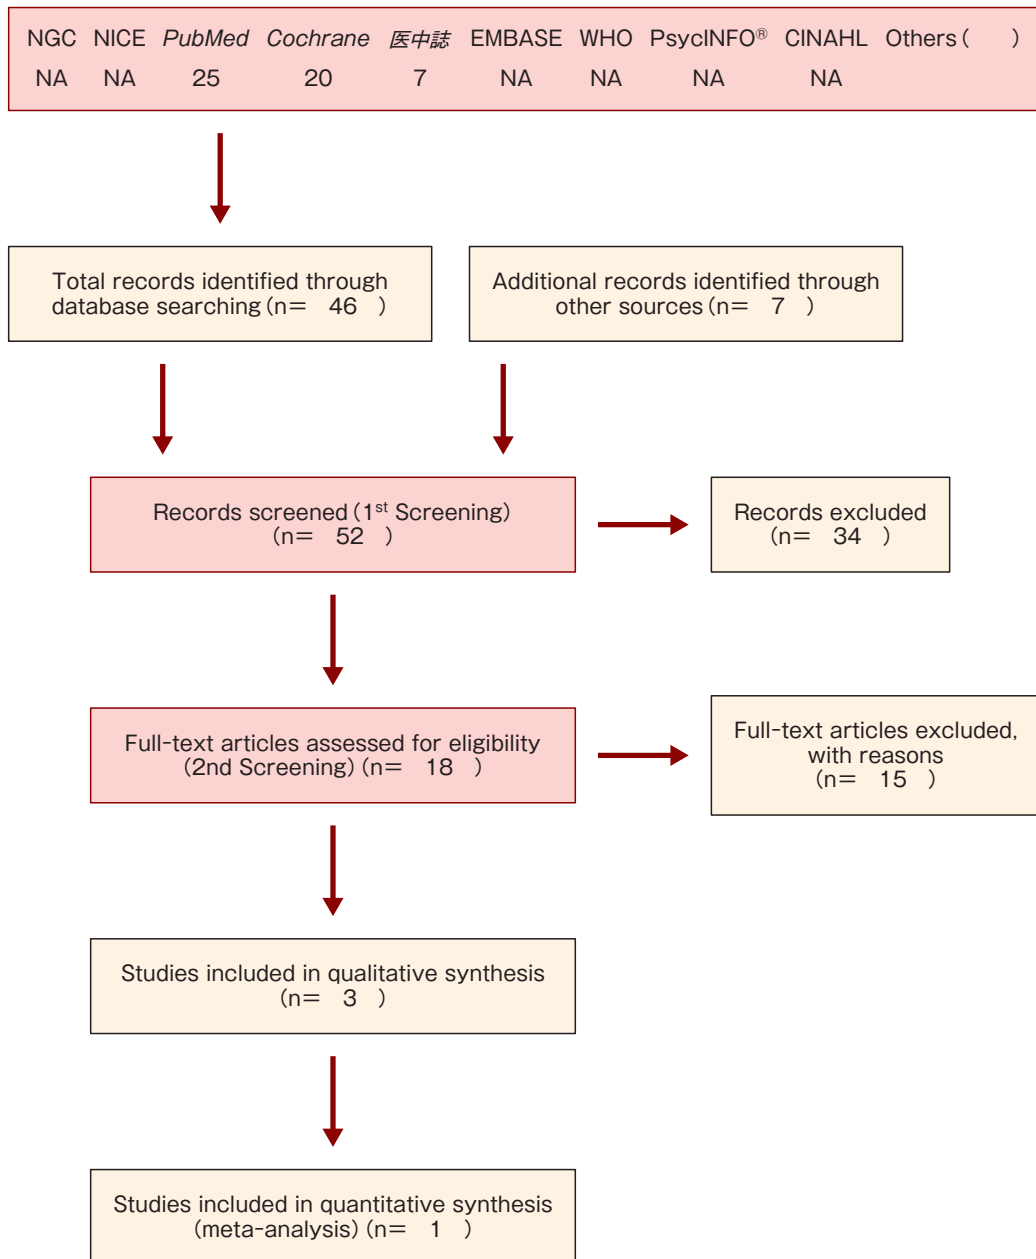 NGC NICE PubMed Cochrane 医中誌 EMBASE WHO PsycINFO® CINAHL Others( )
NA NA 25 20 7 NA NA NA NA
Total records identified through
database searching(n= 46 )
Additional records identified through
other sources(n= 7 )
Records screened(1st Screening)
(n= 52 )
Records excluded
(n= 34 )
Full-text articles assessed for eligibility
(2nd Screening)(n= 18 )
Full-text articles excluded,
with reasons
(n= 15 )
Studies included in qualitative synthesis
(n= 3 )
Studies included in quantitative synthesis
(meta-analysis)(n= 1 )